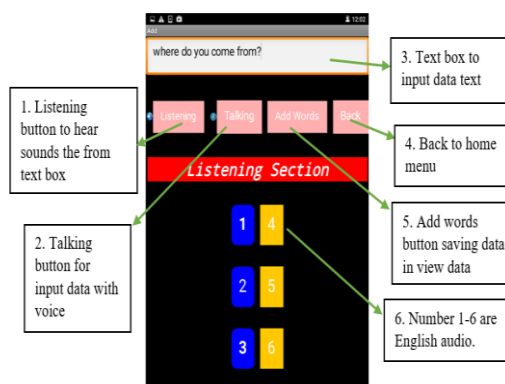 12:02
Add
where do you come from?
Listening
Talking
Add Words
Back
Listening Section
1 4
2 5
3 6
1. Listening
button to hear
sounds the from
text box
2. Talking
button for
input data with
voice
3. Text box to
input data text
4. Back to home
menu
5. Add words
button saving data
in view data
6. Number 1-6 are
English audio.